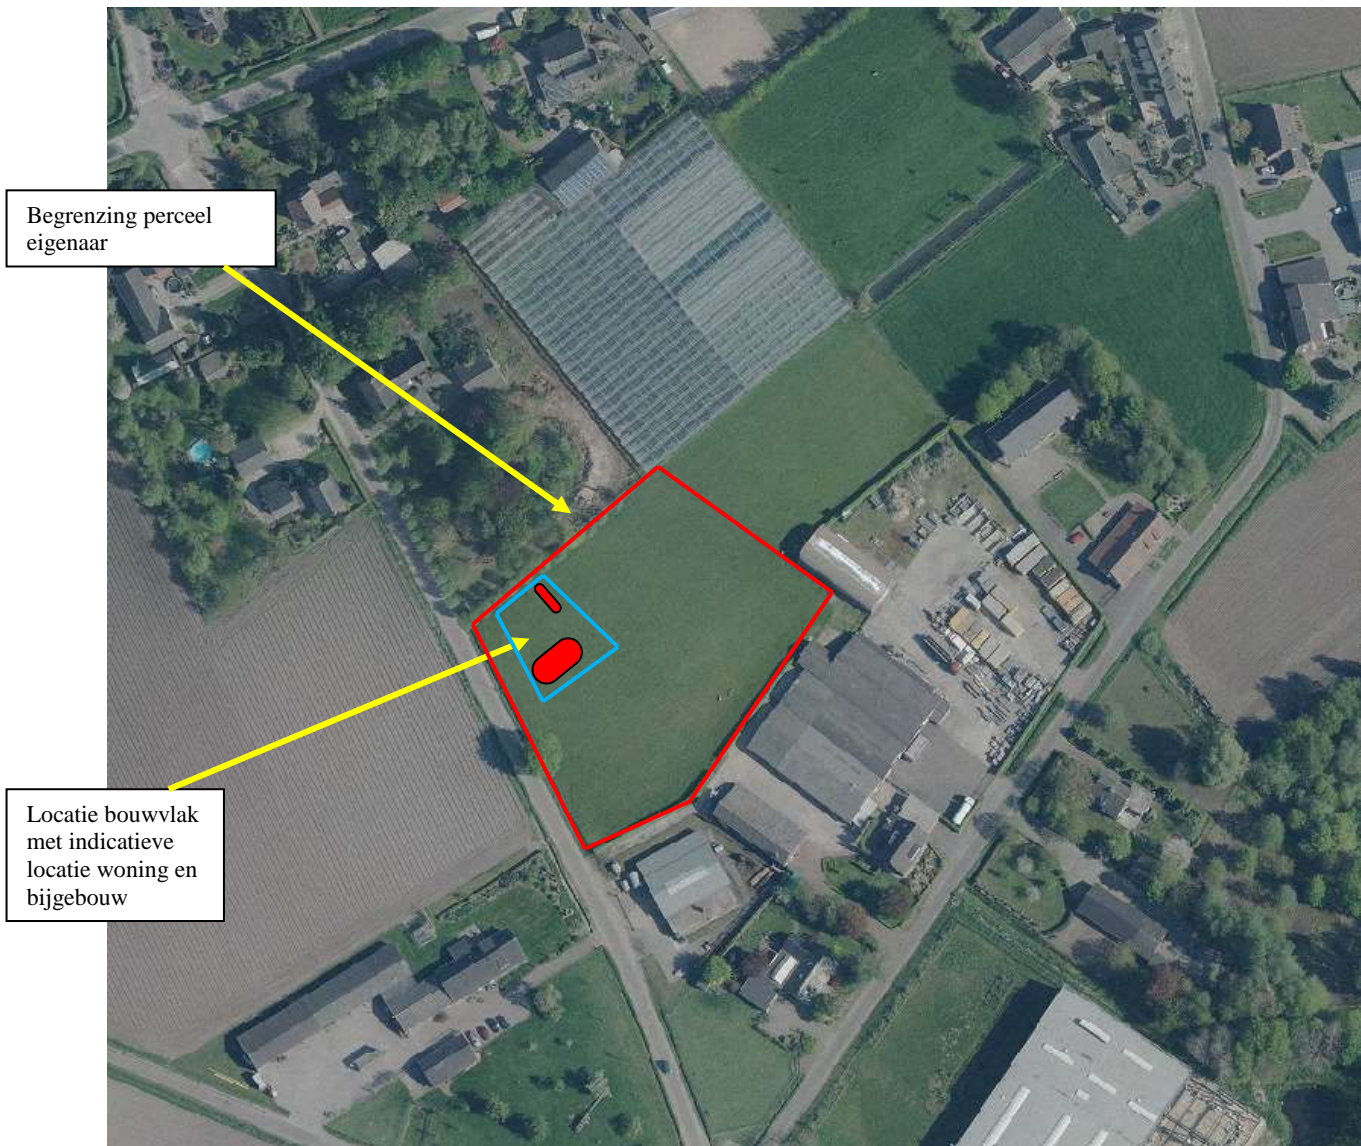 Begrenzing perceel
eigenaar
Locatie bouwvlak
met indicatieve
locatie woning en
bijgebouw